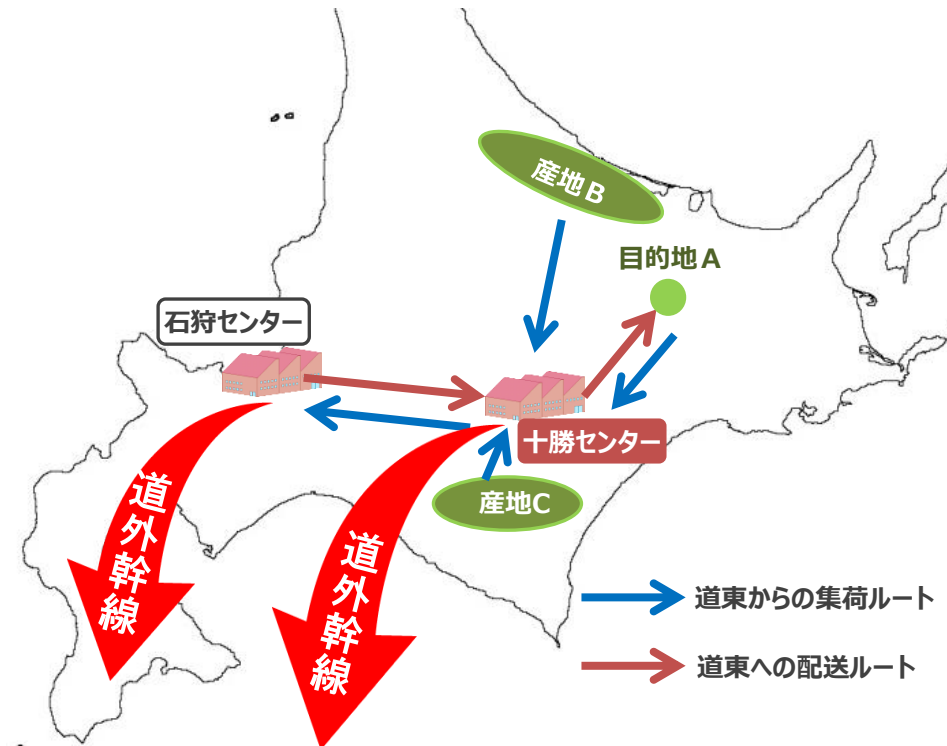 産地B
目的地A
石狩センター
十勝センター
産地C
道外幹線
道外幹線
道東からの集荷ルート
道東への配送ルート